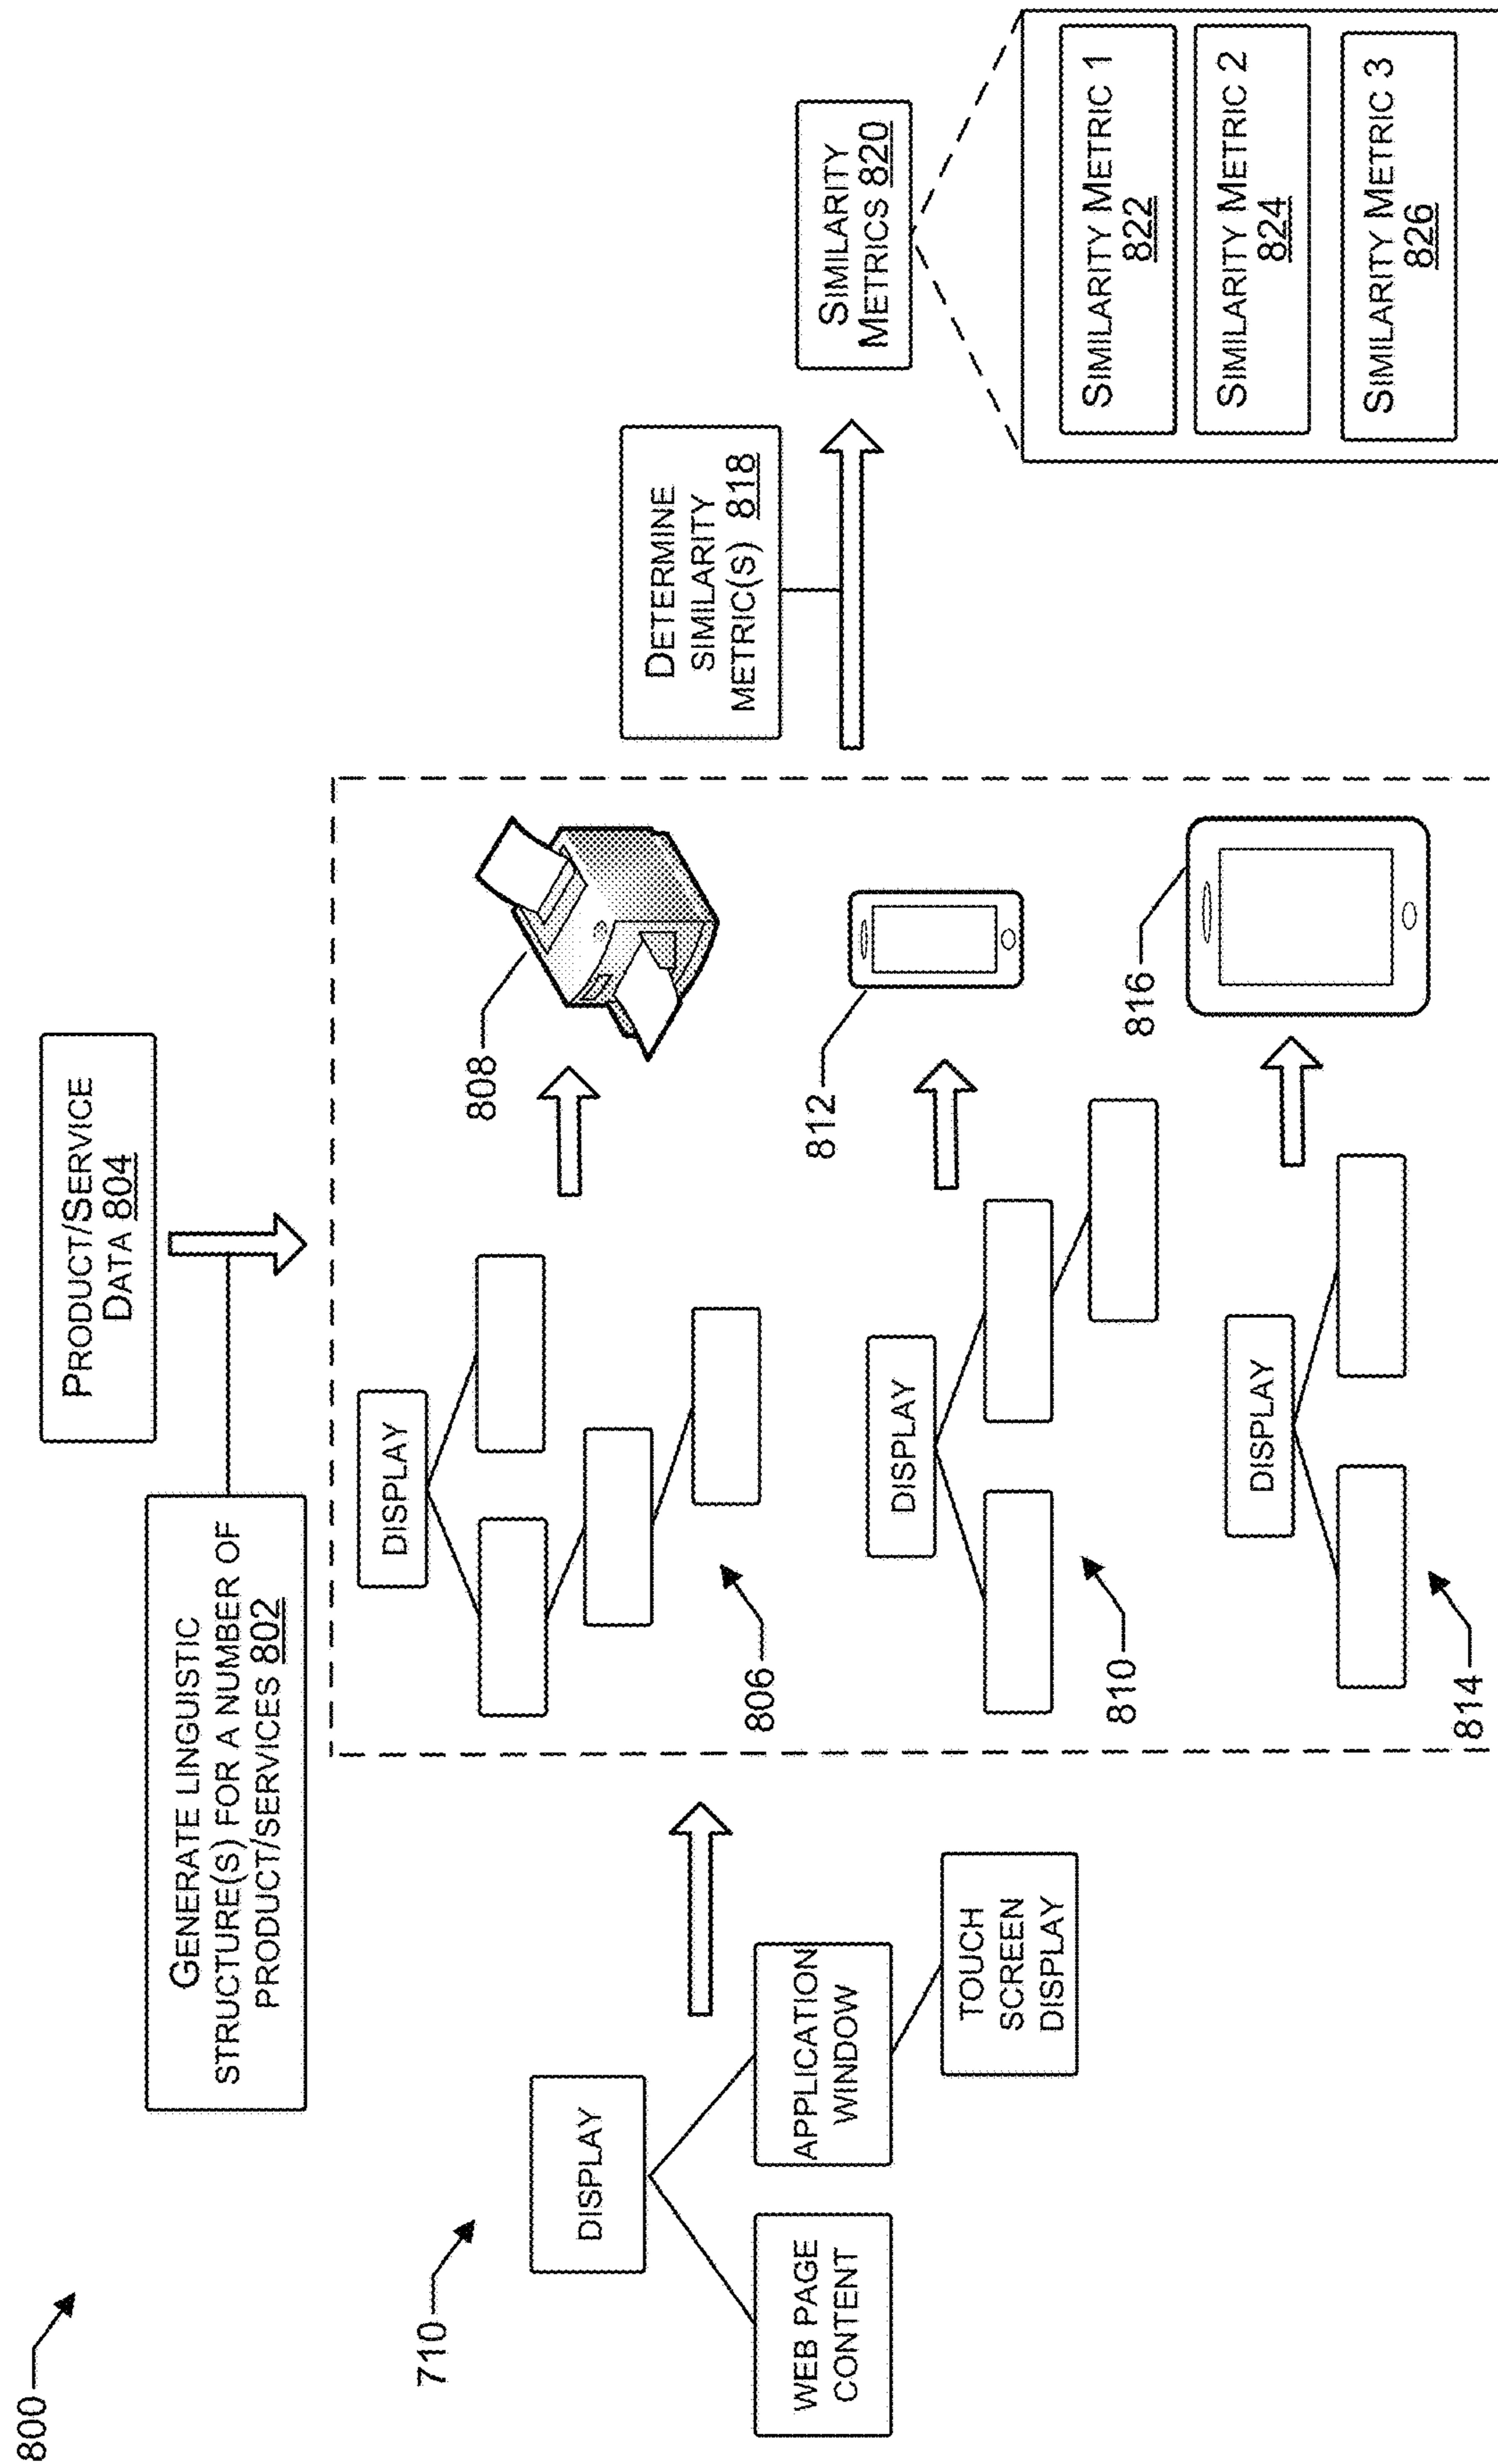 800
PRODUCT/SERVICE
DATA 804
GENERATE LINGUISTIC
STRUCTURE(S) FOR A NUMBER OF
PRODUCT/SERVICES 802
710
DISPLAY
WEB PAGE
CONTENT
APPLICATION
WINDOW
TOUCH
SCREEN
DISPLAY
DISPLAY
806
808
DISPLAY
810
812
DISPLAY
814
816
DETERMINE
SIMILARITY
METRIC(S) 818
SIMILARITY
METRICS 820
SIMILARITY METRIC 1
822
SIMILARITY METRIC 2
824
SIMILARITY METRIC 3
826